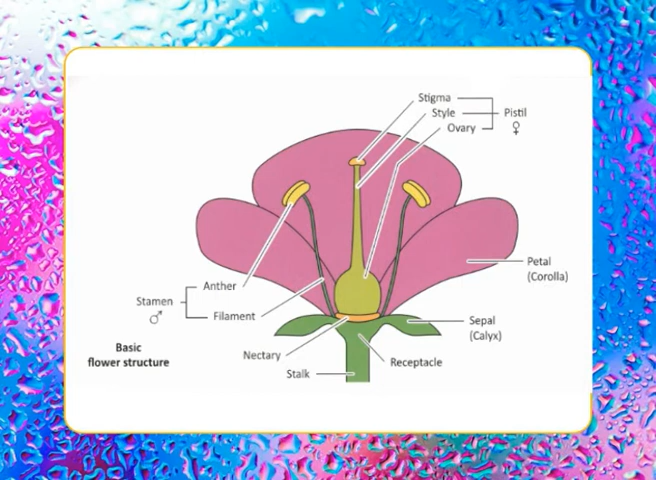 Stigma
Style
Pistil
♀
Ovary
Petal
(Corolla)
Anther
Stamen
♂
Filament
Sepal
(Calyx)
Basic
flower structure
Nectary
Receptacle
Stalk